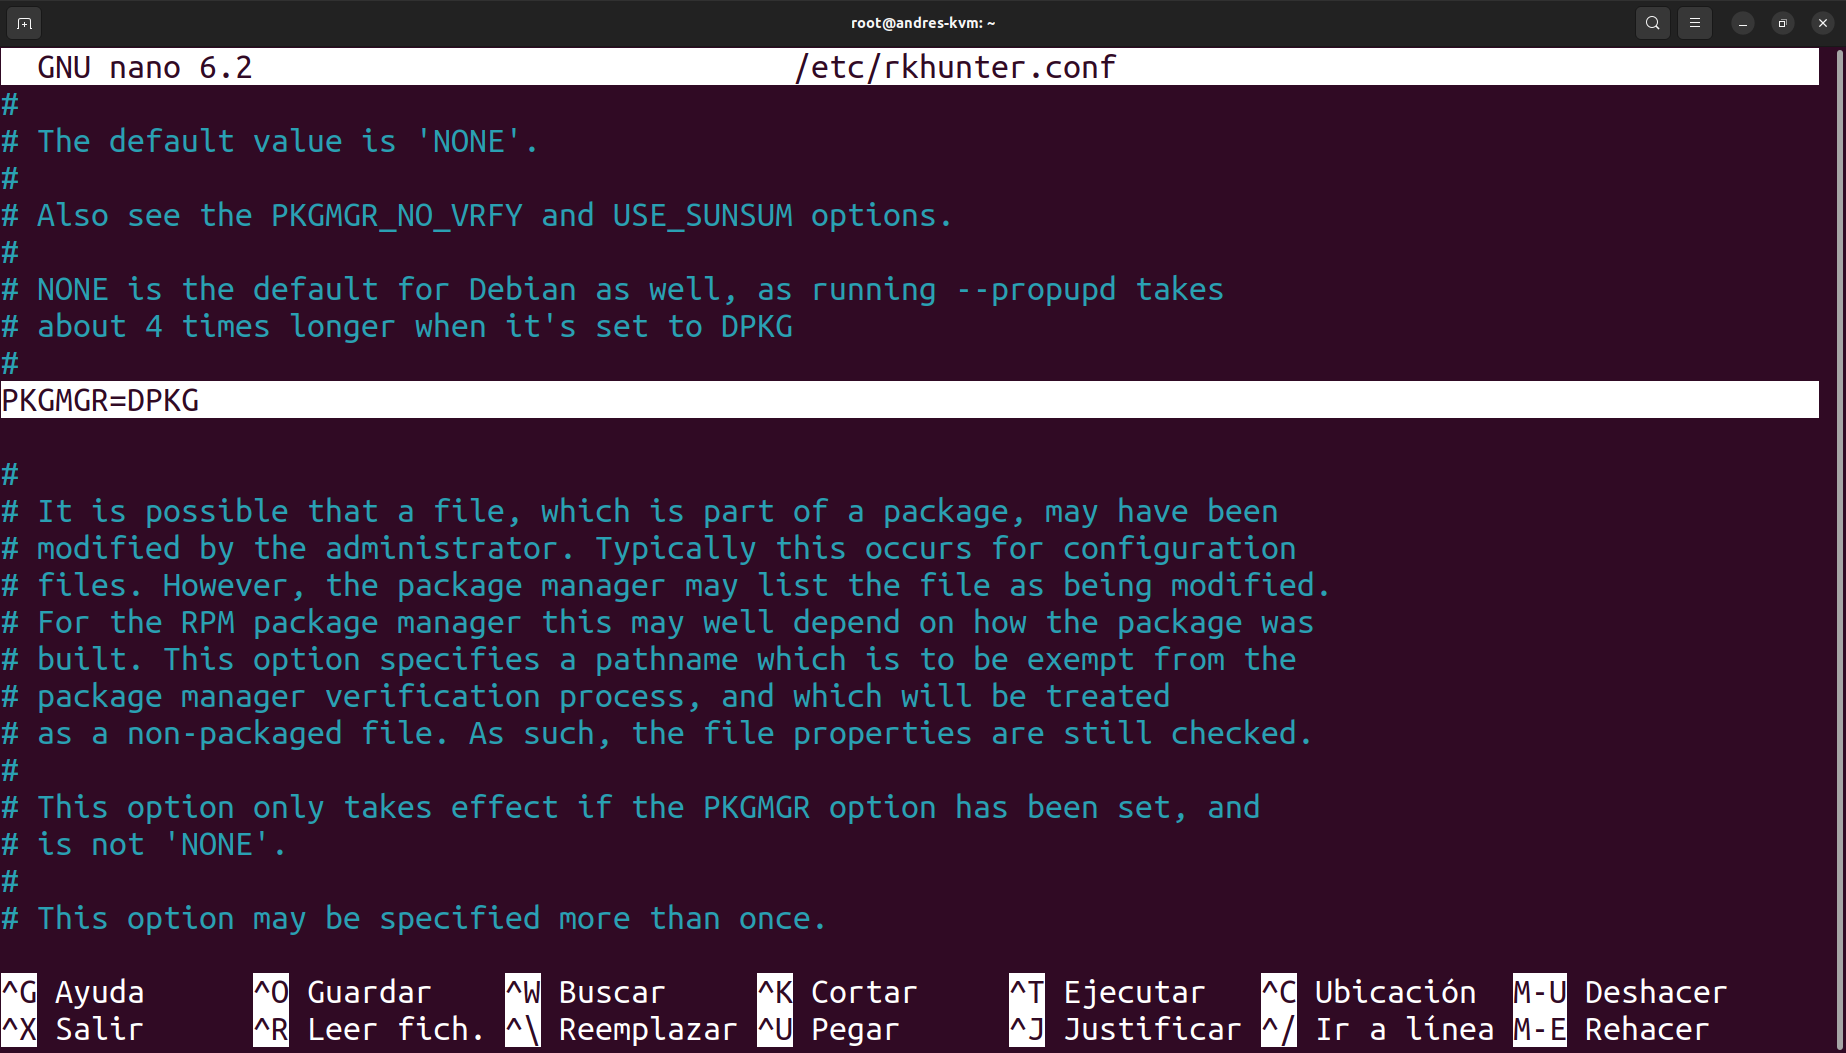 root@andres-kvm: ~
GNU nano 6.2 /etc/rkhunter.conf
#
# The default value is 'NONE'.
#
# Also see the PKGMGR_NO_VRFY and USE_SUNSUM options.
#
# NONE is the default for Debian as well, as running --propupd takes
# about 4 times longer when it's set to DPKG
#
PKGMGR=DPKG
#
# It is possible that a file, which is part of a package, may have been
# modified by the administrator. Typically this occurs for configuration
# files. However, the package manager may list the file as being modified.
# For the RPM package manager this may well depend on how the package was
# built. This option specifies a pathname which is to be exempt from the
# package manager verification process, and which will be treated
# as a non-packaged file. As such, the file properties are still checked.
#
# This option only takes effect if the PKGMGR option has been set, and
# is not 'NONE'.
#
# This option may be specified more than once.
^G Ayuda ^O Guardar ^W Buscar ^K Cortar ^T Ejecutar ^C Ubicación M-U Deshacer
^X Salir ^R Leer fich. ^\ Reemplazar ^U Pegar ^J Justificar ^/ Ir a línea M-E Rehacer